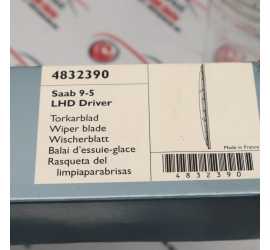 4832390
Saab 9-5
LHD Driver
Torkarblad
Wiper blade
Wischerblatt
Balai d'essuie-glace
Rasqueta del
limpiaparabrisas
Made in France
4832390